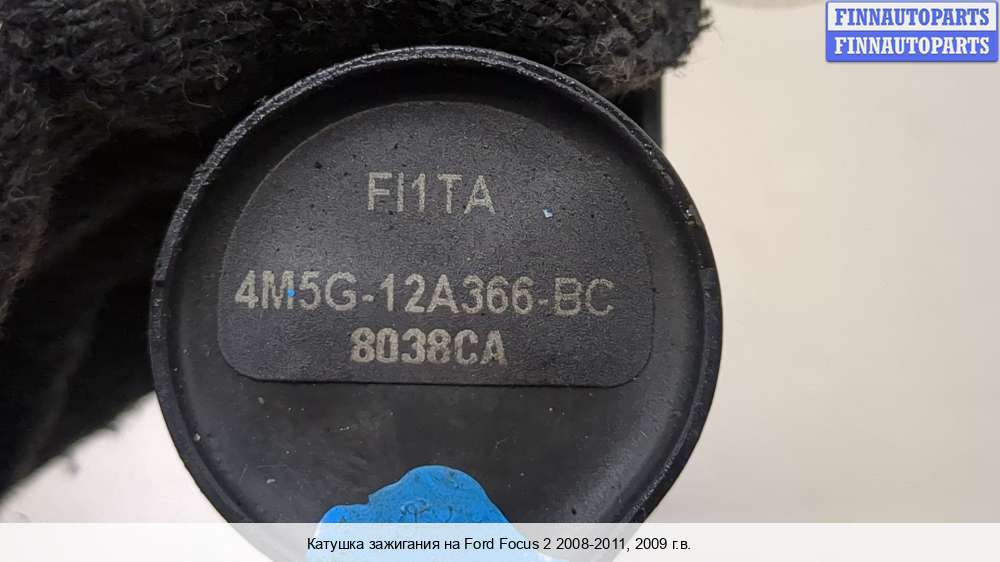 FINNAUTOPARTS
FINNAUTOPARTS
FI1TA
4M5G-12A366-BC
8038CA
Катушка зажигания на Ford Focus 2 2008-2011, 2009 г.в.